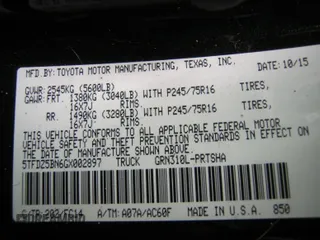 MFD.BY: TOYOTA MOTOR MANUFACTURING, TEXAS, INC. 10/15
GVWR: 2545KG (5600LB)
GAWR: FRT. 1380KG (3040LB) WITH P245/75R16 TIRES,
16X7J RIMS,
RR. 1490KG (3280LB) WITH P245/75R16 TIRES,
16X7J RIMS,
THIS VEHICLE CONFORMS TO ALL APPLICABLE FEDERAL MOTOR
VEHICLE SAFETY AND THEFT PREVENTION STANDARDS IN EFFECT
ON THE DATE OF MANUFACTURE SHOWN ABOVE.
5TFDZ5BN6GX002897 TRUCK GRN310L-PRTSHA
C/TR: A/TM: A07A/AC60F MADE IN U.S.A. 850